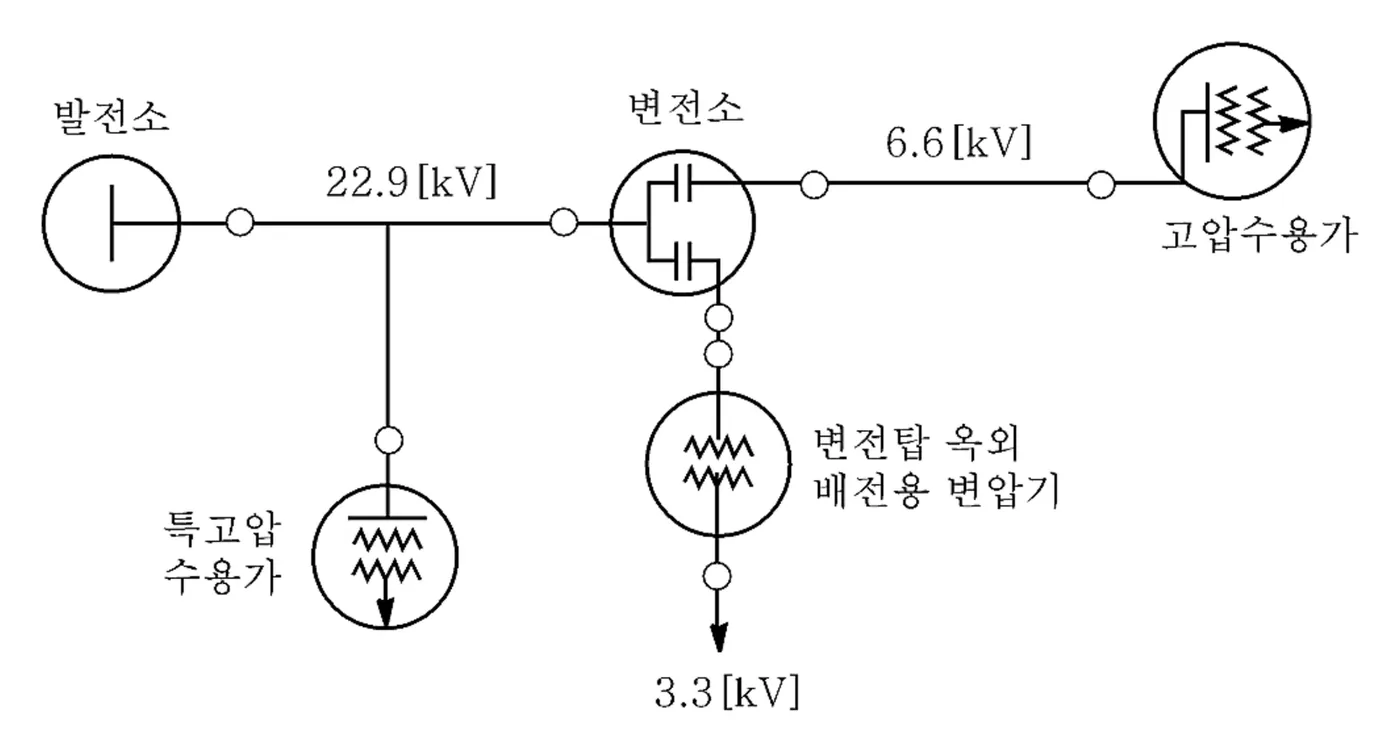 발전소
22.9[kV]
변전소
6.6[kV]
고압수용가
특고압
수용가
변전탑 옥외
배전용 변압기
3.3[kV]